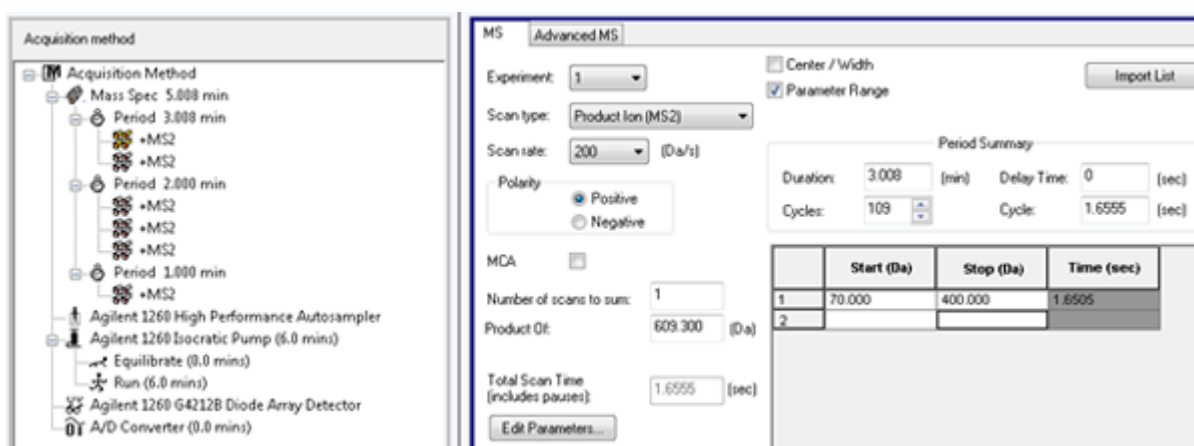 Acquisition method
Acquisition Method
Mass Spec 5.008 min
Period 3.008 min
+MS2
+MS2
Period 2.000 min
+MS2
+MS2
+MS2
Period 1.000 min
+MS2
Agilent 1260 High Performance Autosampler
Agilent 1260 Isocratic Pump (6.0 mins)
Equilibrate (0.0 mins)
Run (6.0 mins)
Agilent 1260 G4212B Diode Array Detector
A/D Converter (0.0 mins)
MS Advanced MS
Experiment: 1
Scan type: Product Ion (MS2)
Scan rate: 200 (Da/s)
Polarity
Positive
Negative
MCA
Number of scans to sum: 1
Product Of: 609.300 (Da)
Total Scan Time
(includes pauses): 1.6555 (sec)
Edit Parameters...
Center / Width
Parameter Range
Import List
Period Summary
Duration: 3.008 (min) Delay Time: 0 (sec)
Cycles: 109 Cycle: 1.6555 (sec)
Start (Da) Stop (Da) Time (sec)
1 70.000 400.000 1.6505
2